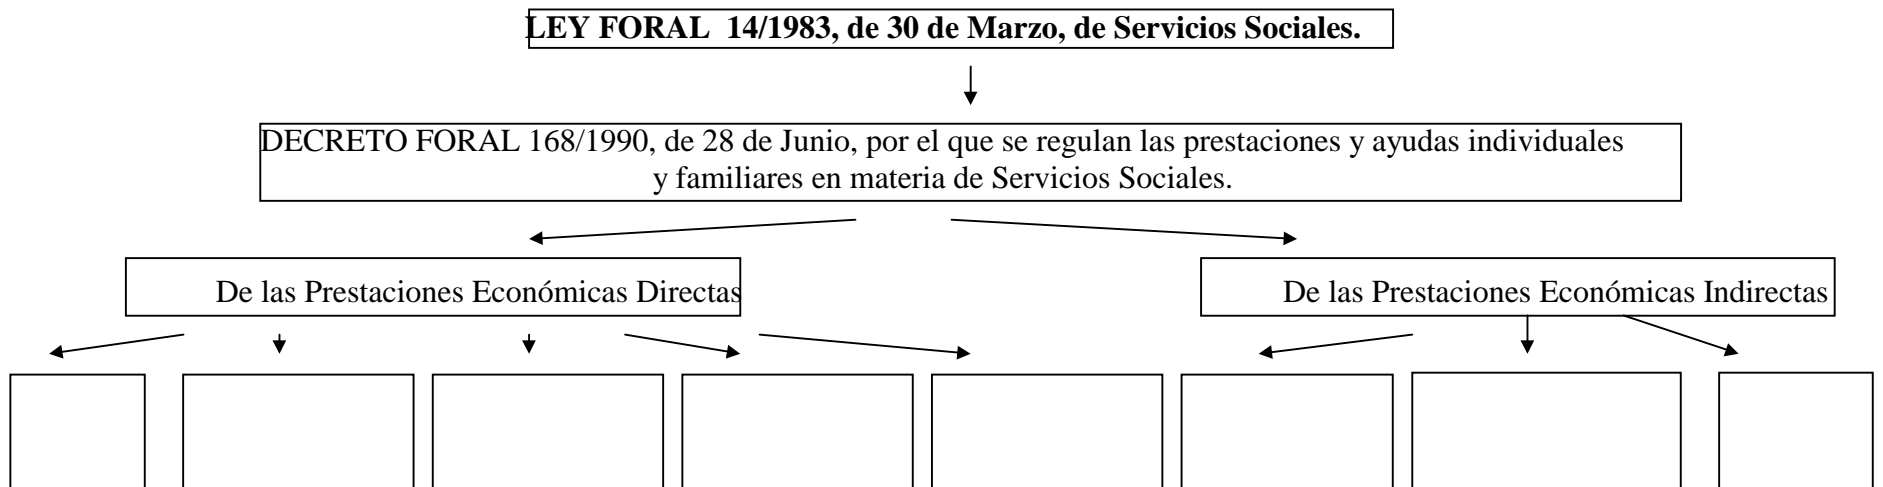 LEY FORAL 14/1983, de 30 de Marzo, de Servicios Sociales.
DECRETO FORAL 168/1990, de 28 de Junio, por el que se regulan las prestaciones y ayudas individuales
y familiares en materia de Servicios Sociales.
De las Prestaciones Económicas Directas
De las Prestaciones Económicas Indirectas